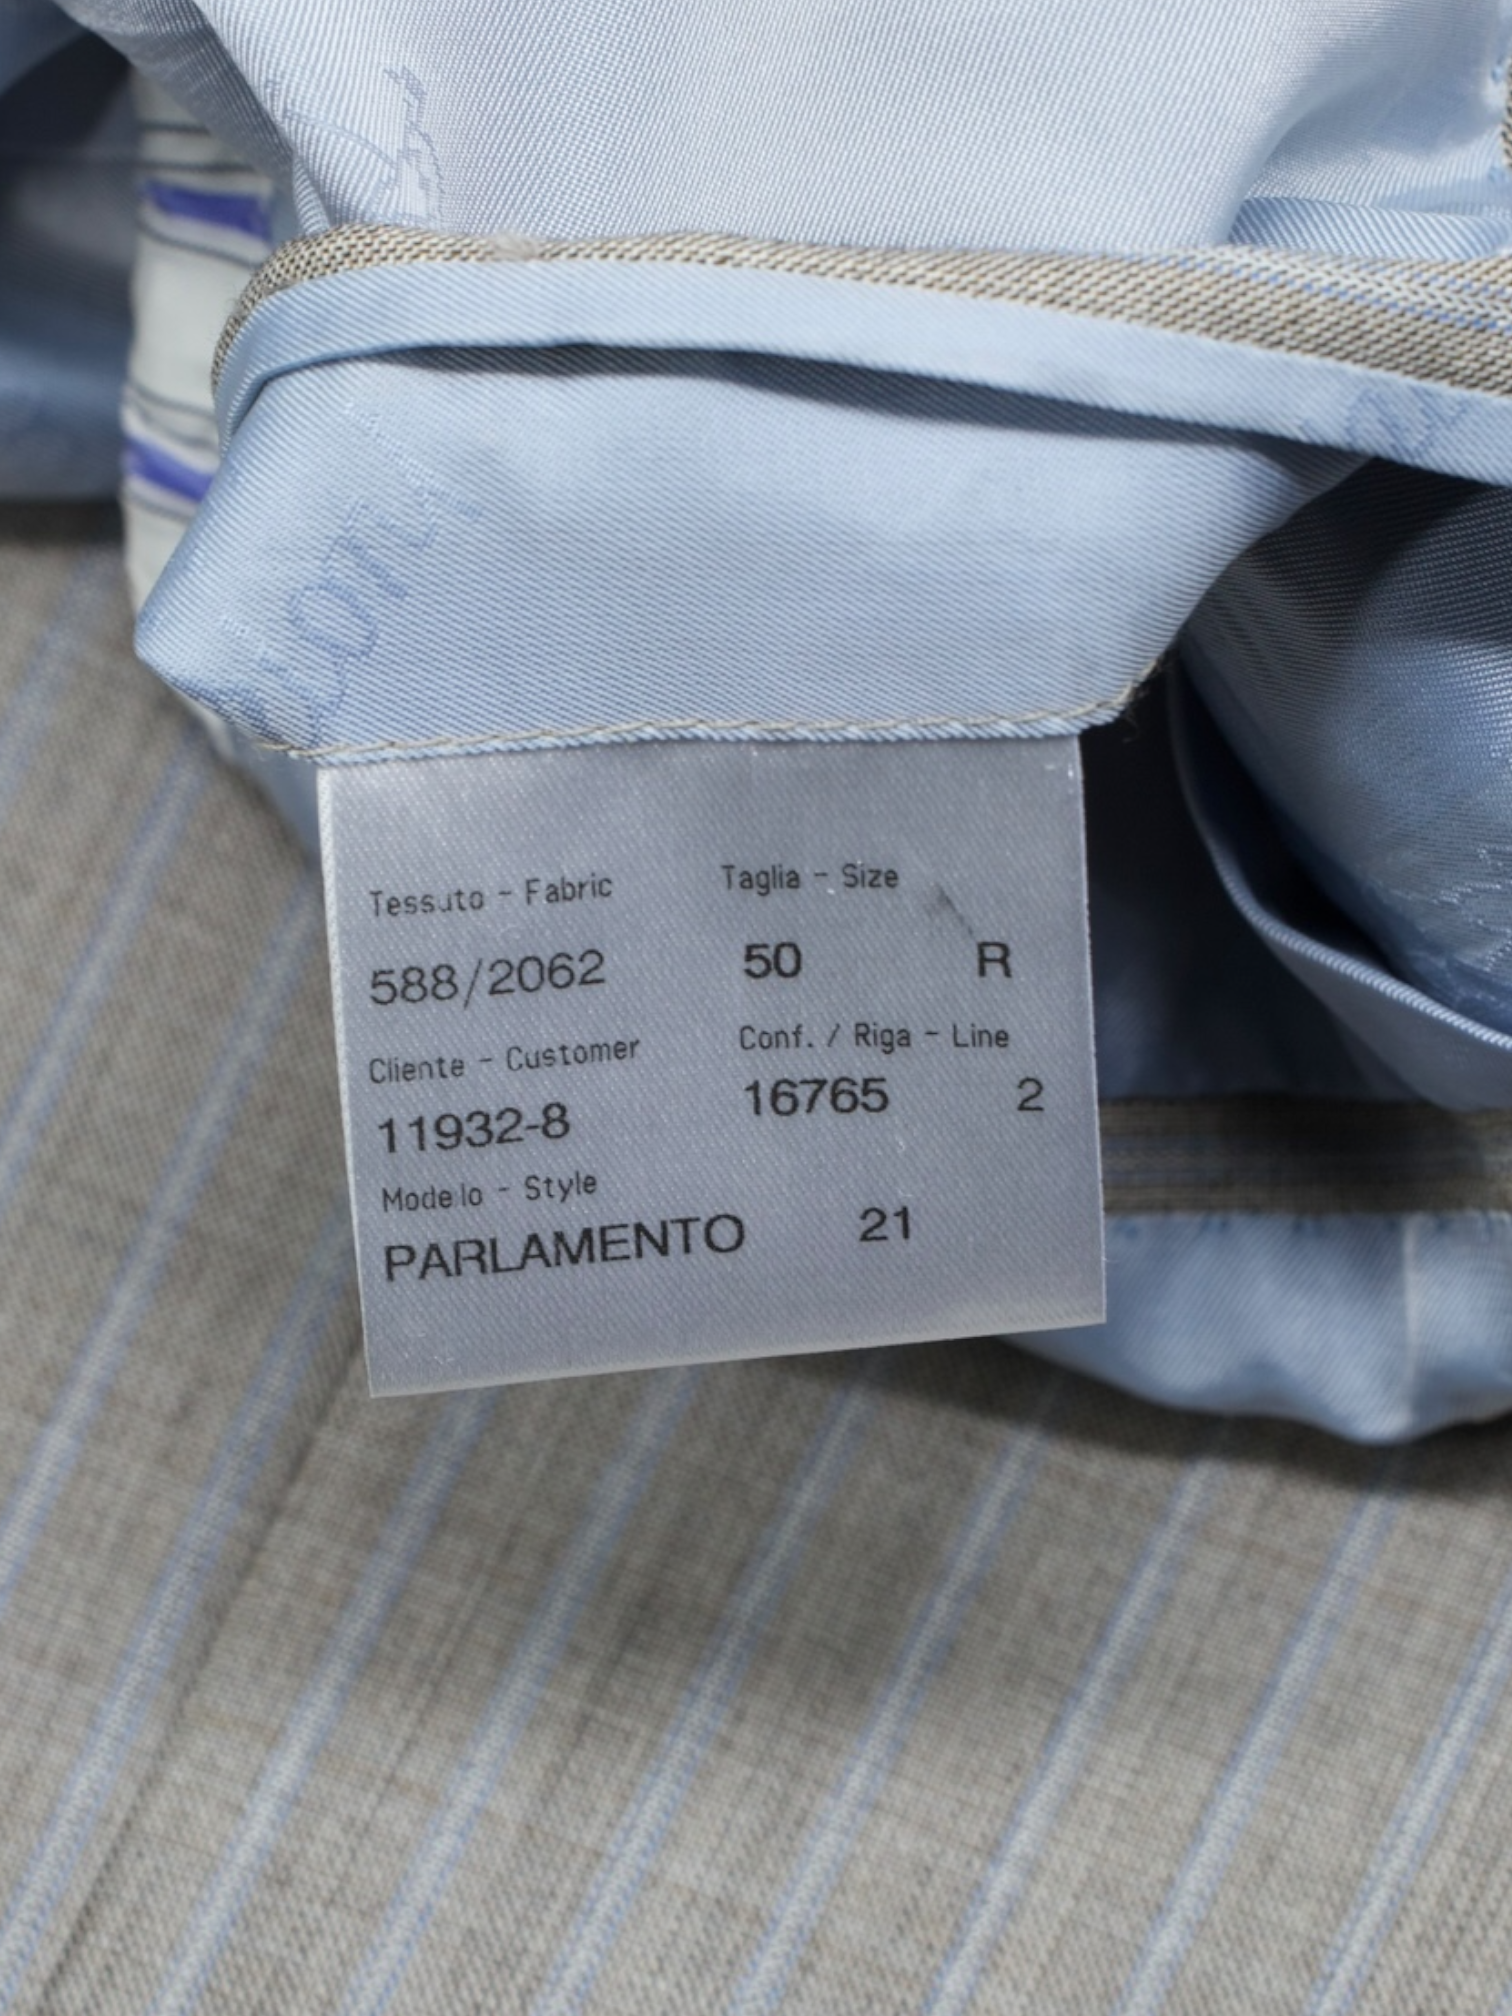 Tessuto - Fabric Taglia - Size
588/2062 50 R
Cliente - Customer Conf. / Riga - Line
11932-8 16765 2
Modelo - Style
PARLAMENTO 21